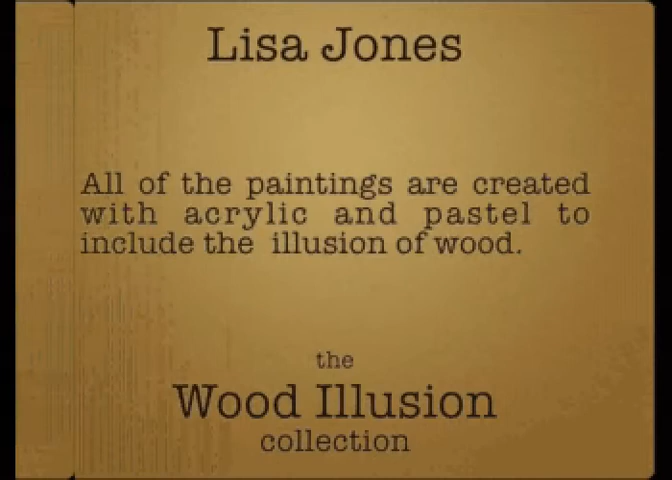 Lisa Jones
All of the paintings are created
with acrylic and pastel to
include the illusion of wood.
the
Wood Illusion
collection